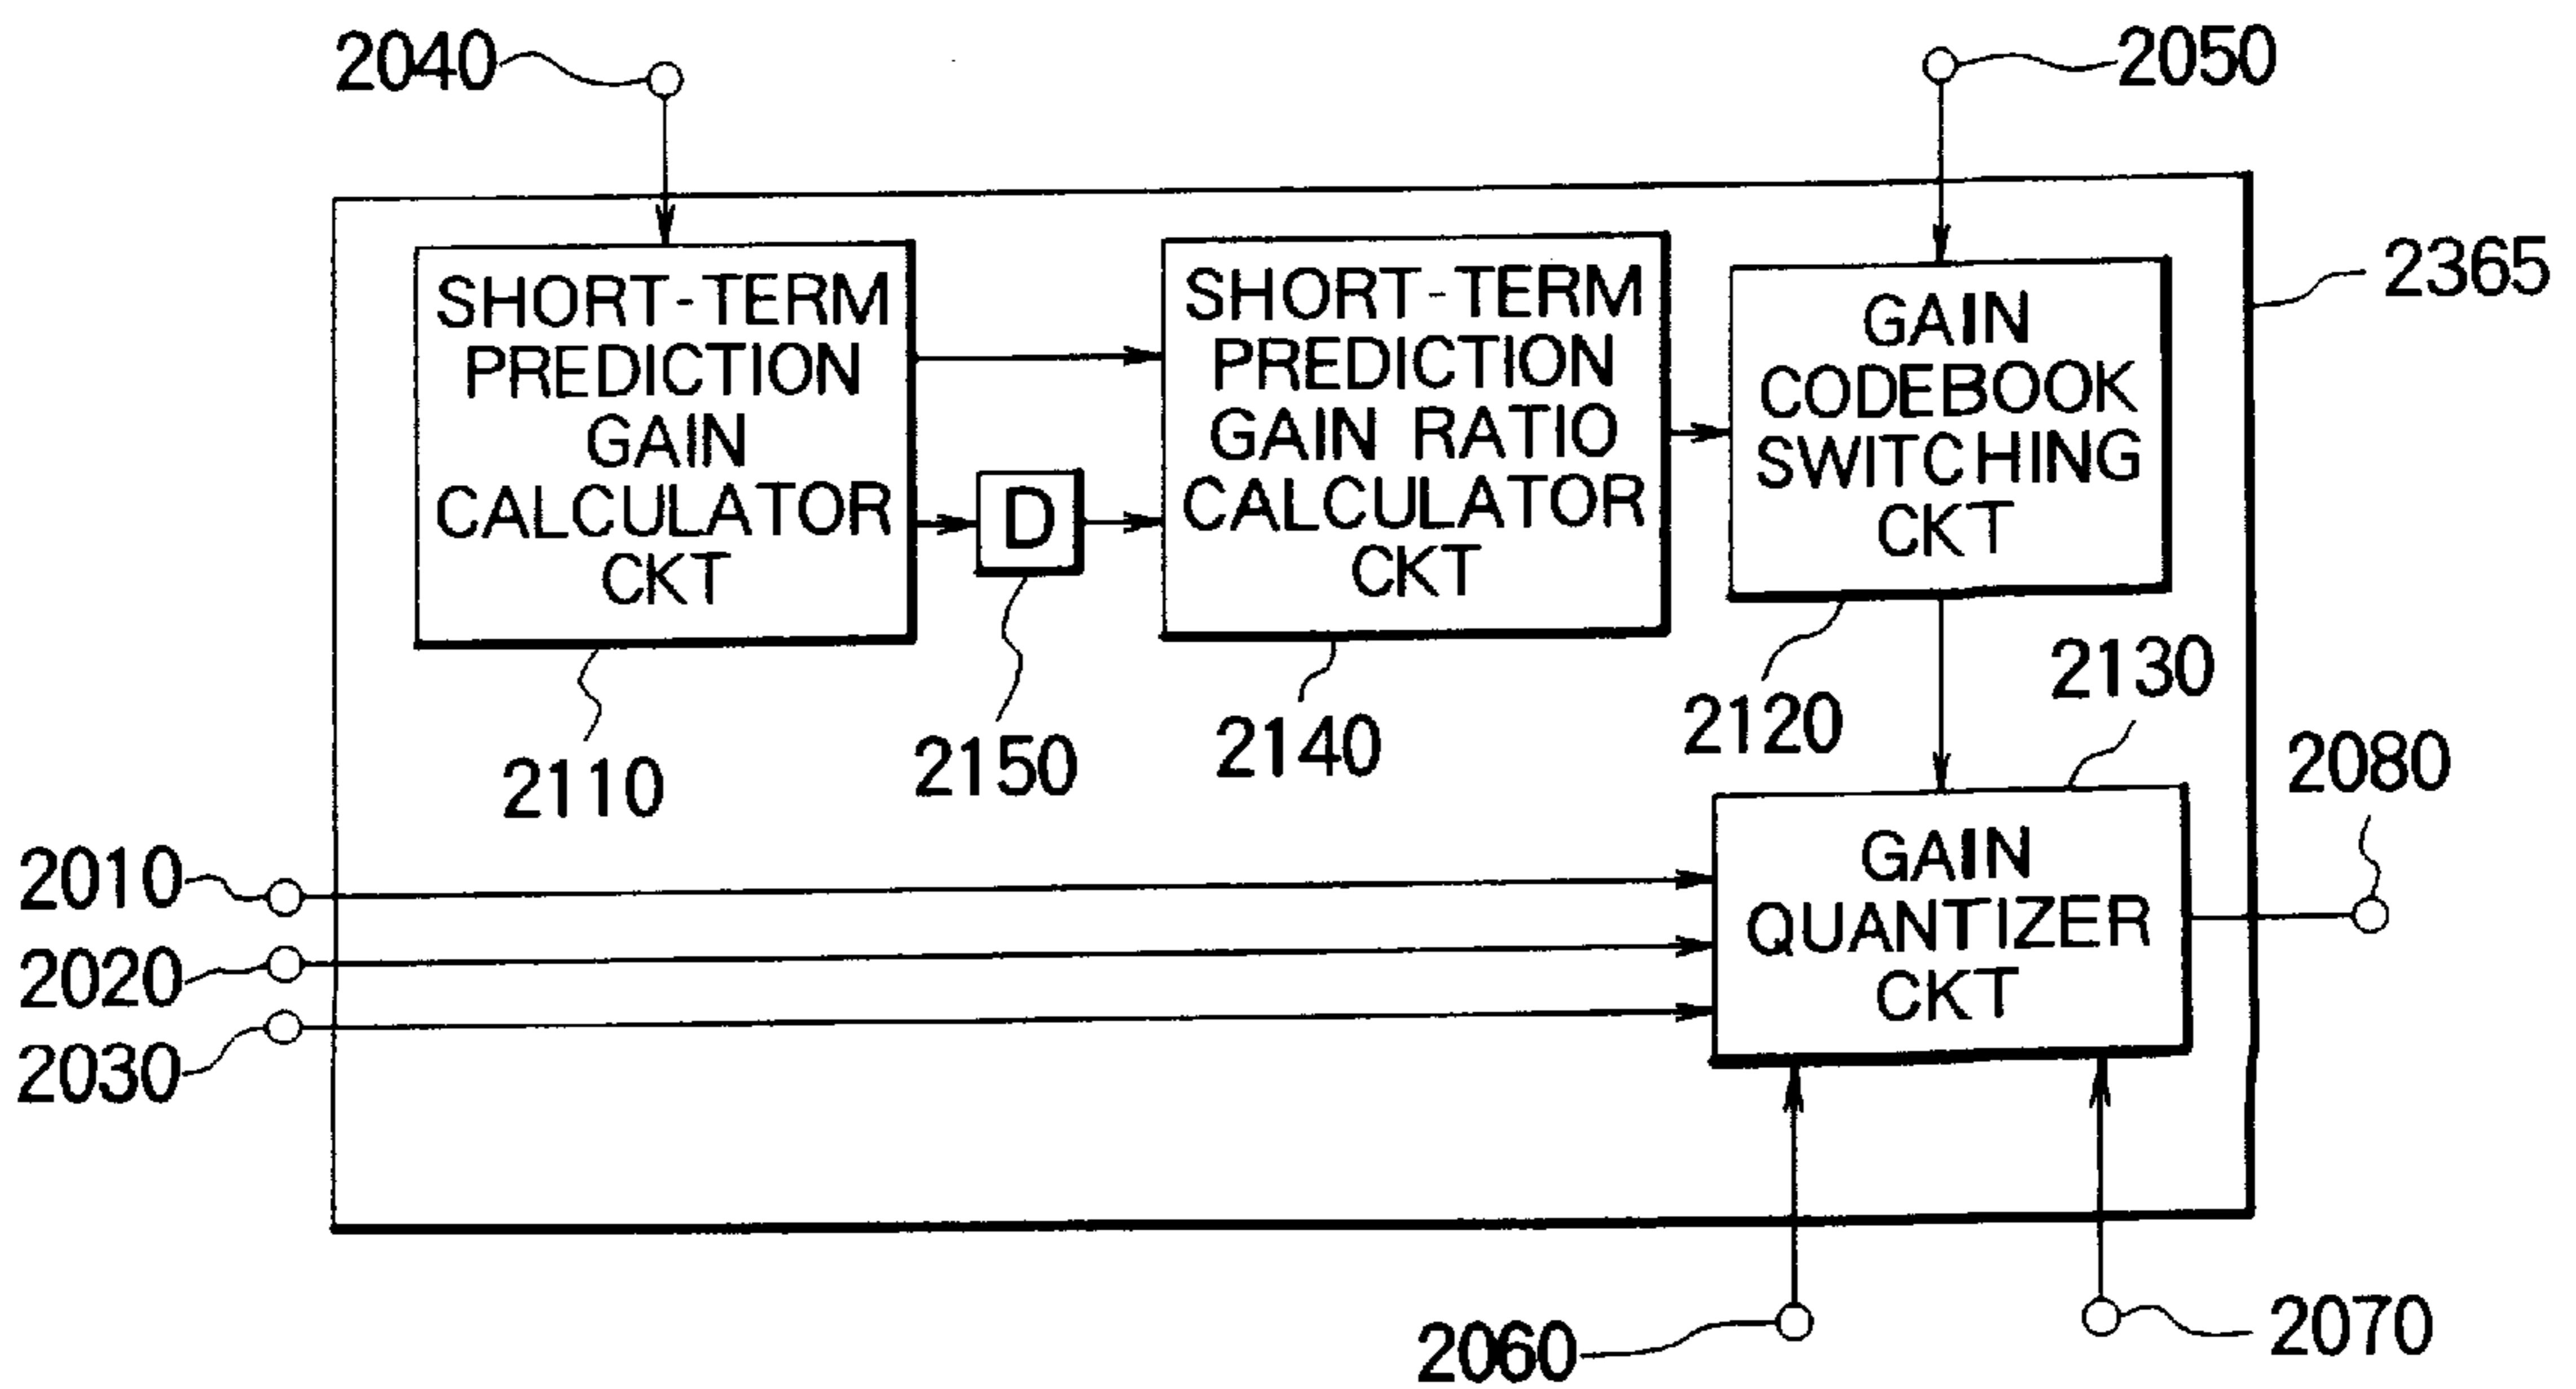 2040
2050
2365
SHORT-TERM
PREDICTION
GAIN
CALCULATOR
CKT
D
SHORT-TERM
PREDICTION
GAIN RATIO
CALCULATOR
CKT
GAIN
CODEBOOK
SWITCHING
CKT
2110
2150
2140
2120
2130
2080
2010
2020
2030
GAIN
QUANTIZER
CKT
2060
2070